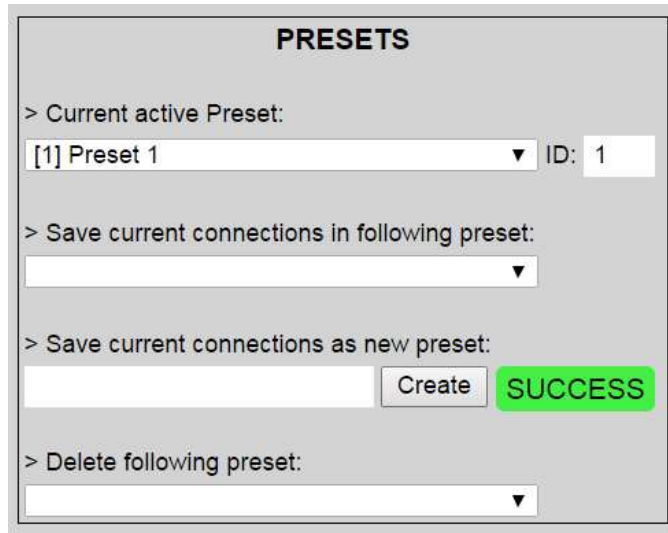 PRESETS
> Current active Preset:
[1] Preset 1 ▼ ID: 1
> Save current connections in following preset:
▼
> Save current connections as new preset:
Create SUCCESS
> Delete following preset:
▼